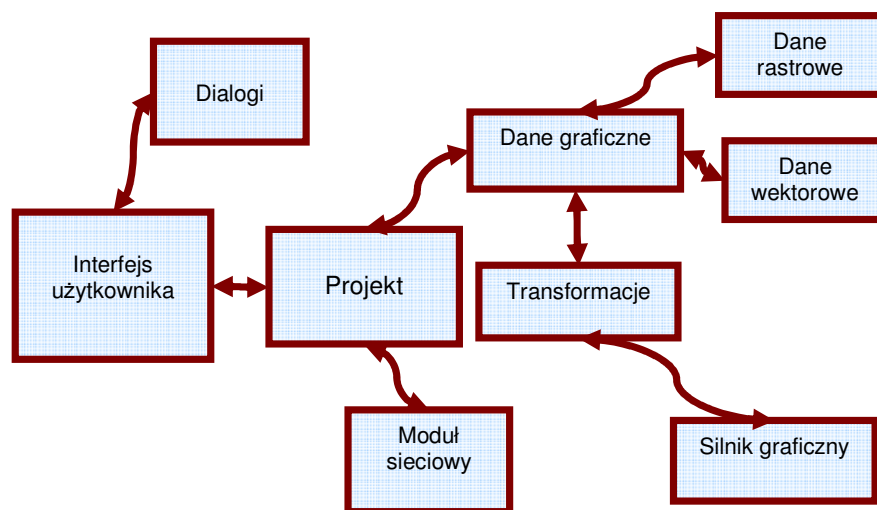 Dane
rastrowe
Dialogi
Dane graficzne
Dane
wektorowe
Interfejs
użytkownika
Projekt
Transformacje
Moduł
sieciowy
Silnik graficzny